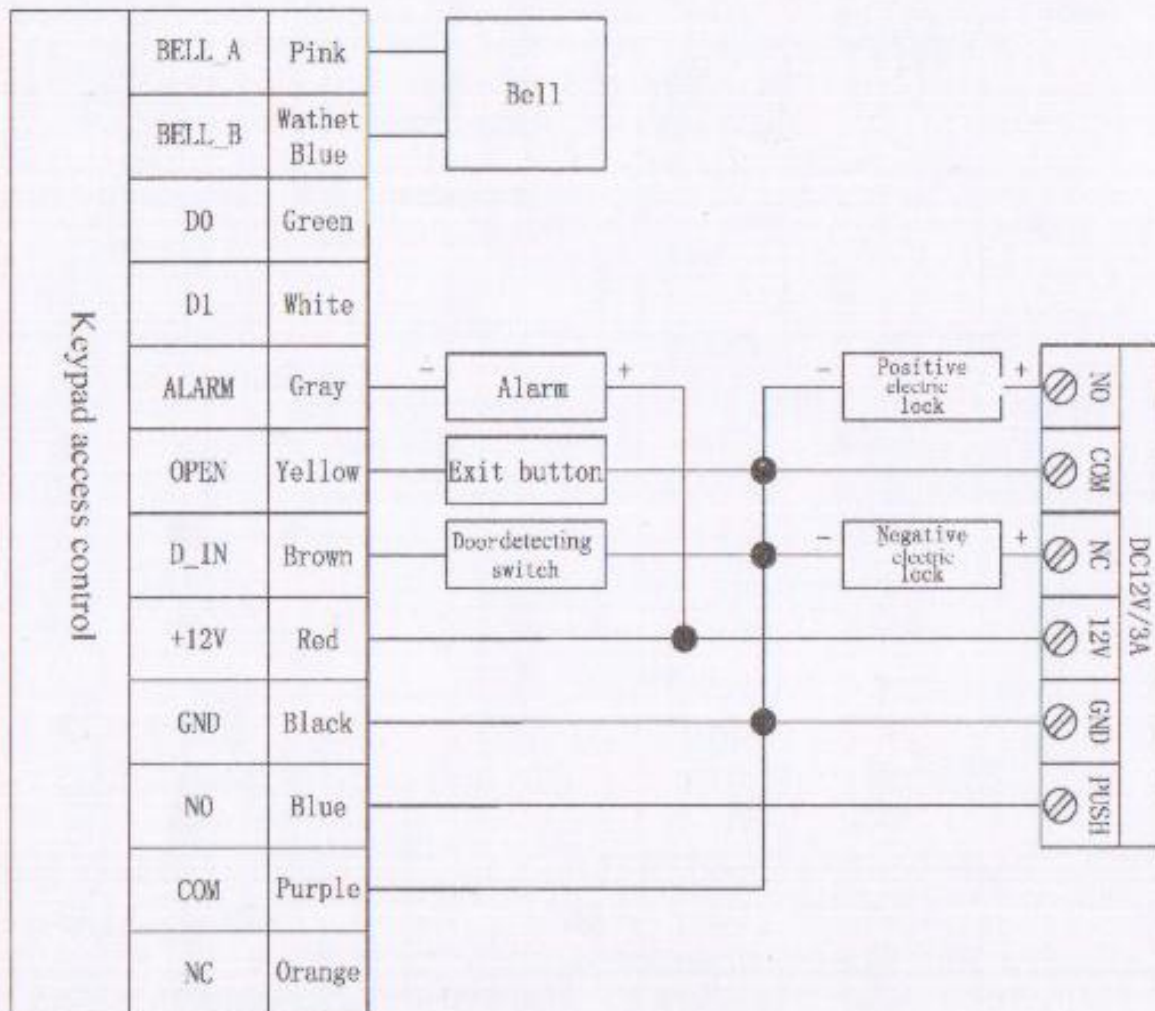 Keypad access control
BELL_A Pink
BELL_B Wathet
Blue
Bell
D0 Green
D1 White
ALARM Gray - Alarm + - Positive
electric
lock + NO
OPEN Yellow Exit button COM
D_IN Brown Doordetecting
switch - Negative
electric
lock + NC
+12V Red 12V
GND Black GND
NO Blue PUSH
COM Purple
NC Orange
DC12V/3A